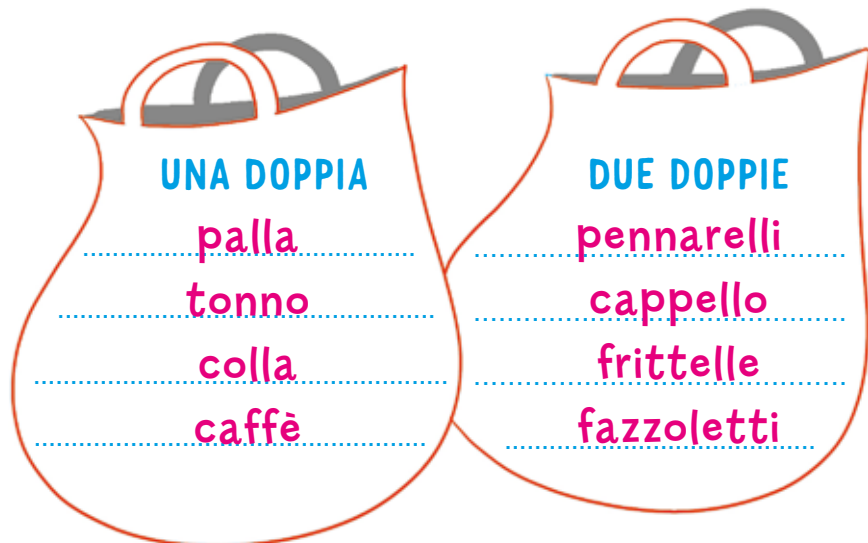 UNA DOPPIA
palla
tonno
colla
caffè
DUE DOPPIE
pennarelli
cappello
frittelle
fazzoletti